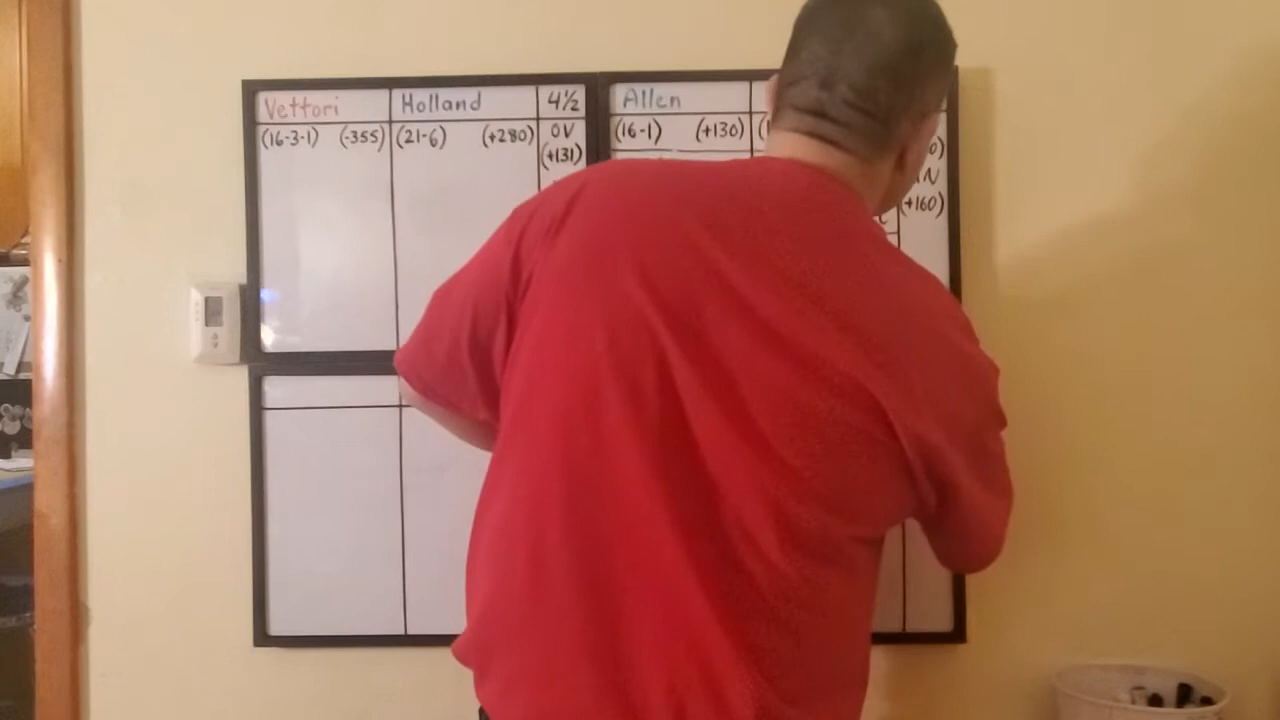 Vettori Holland 4½
(16-3-1) (-355) (21-6) (+280) OV
(+131)
Allen
(16-1) (+130)
(+160)